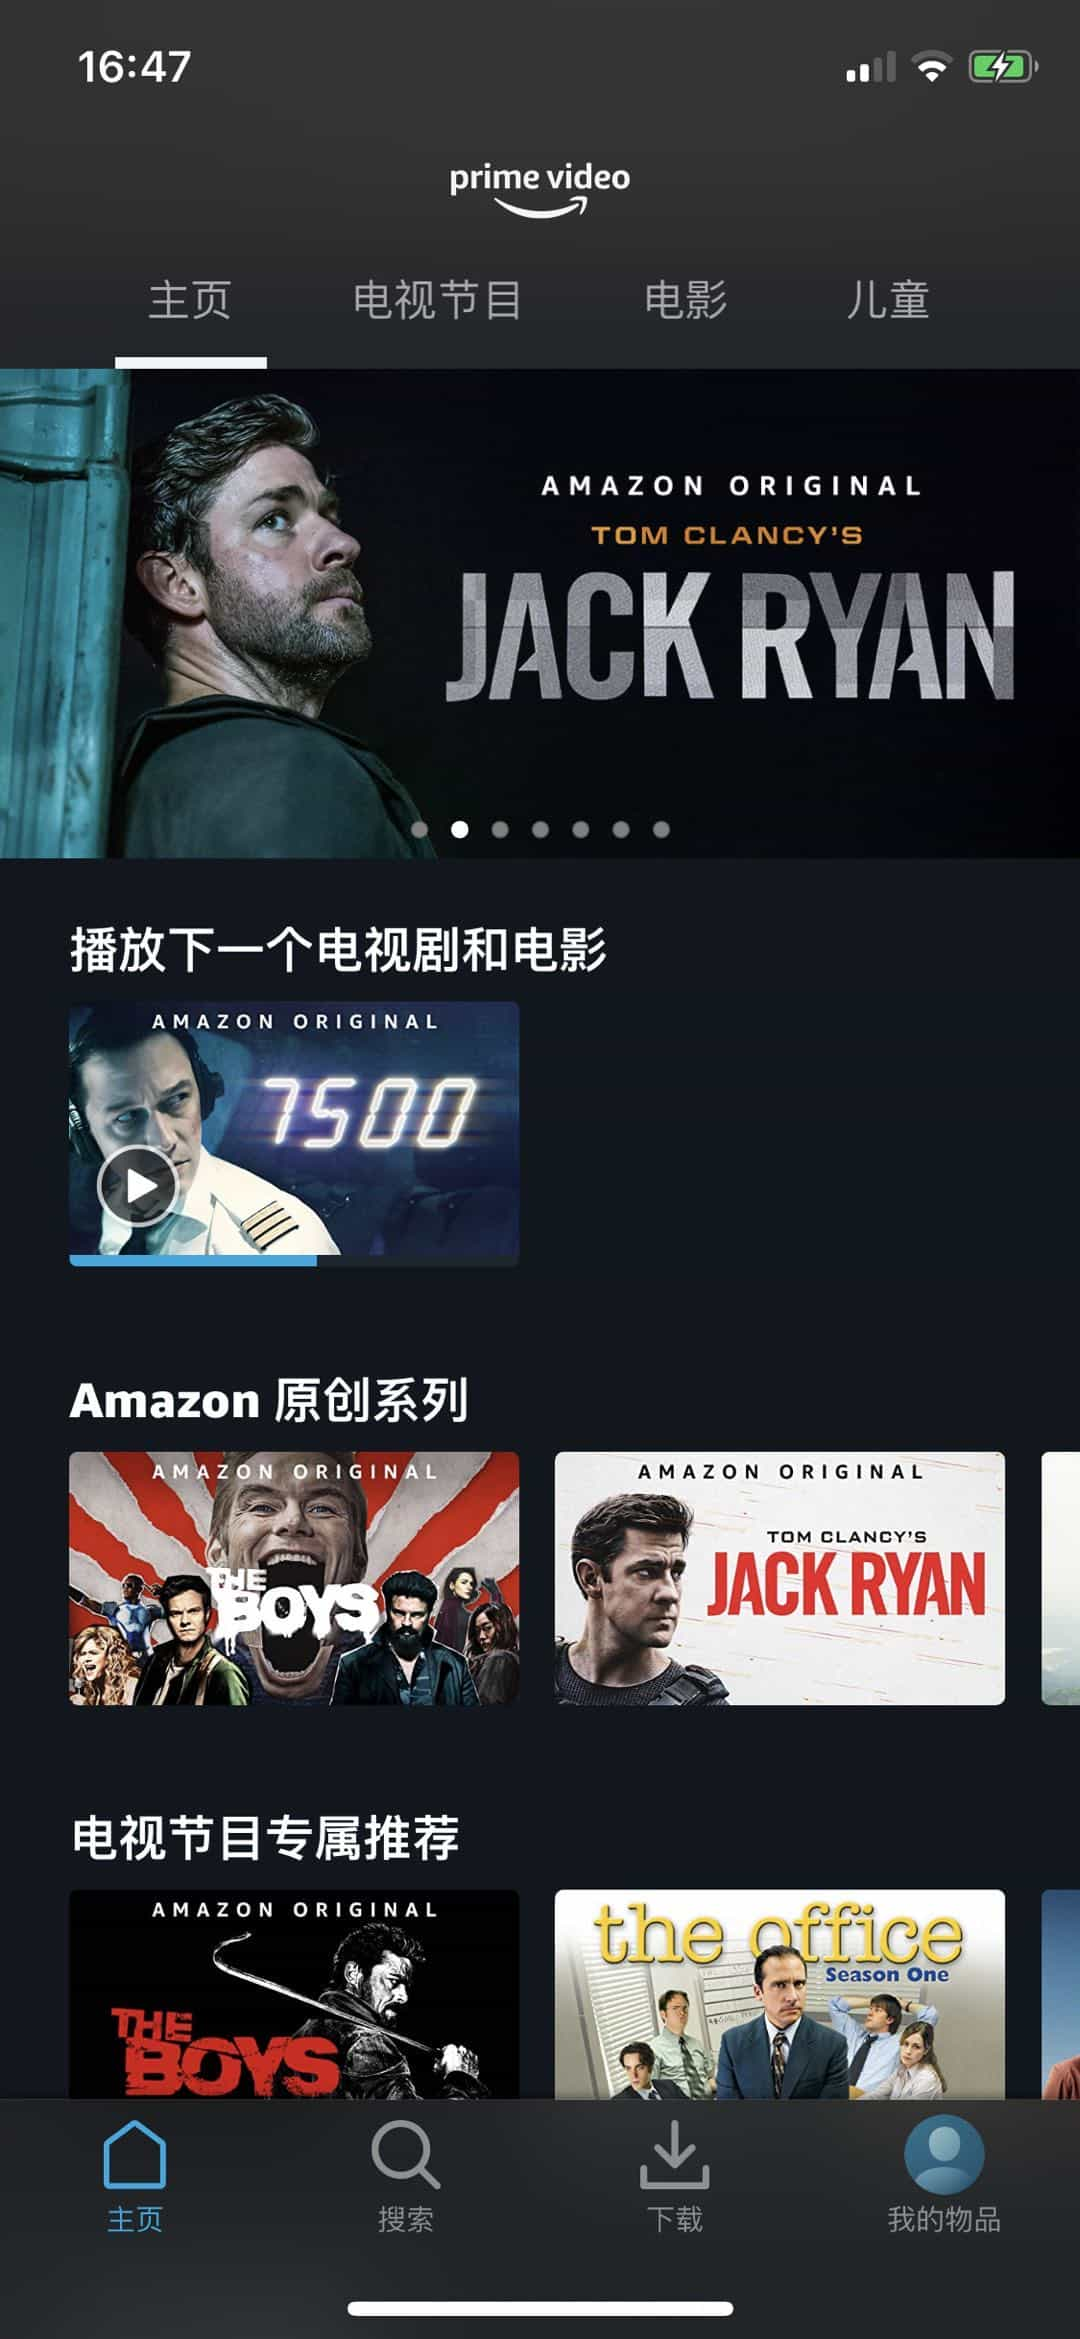 16:47
prime video
主页 电视节目 电影 儿童
AMAZON ORIGINAL
TOM CLANCY'S
JACK RYAN
播放下一个电视剧和电影
AMAZON ORIGINAL
7500
Amazon 原创系列
AMAZON ORIGINAL
THE
BOYS
AMAZON ORIGINAL
TOM CLANCY'S
JACK RYAN
电视节目专属推荐
AMAZON ORIGINAL
THE
BOYS
the office
Season One
主页 搜索 下载 我的物品